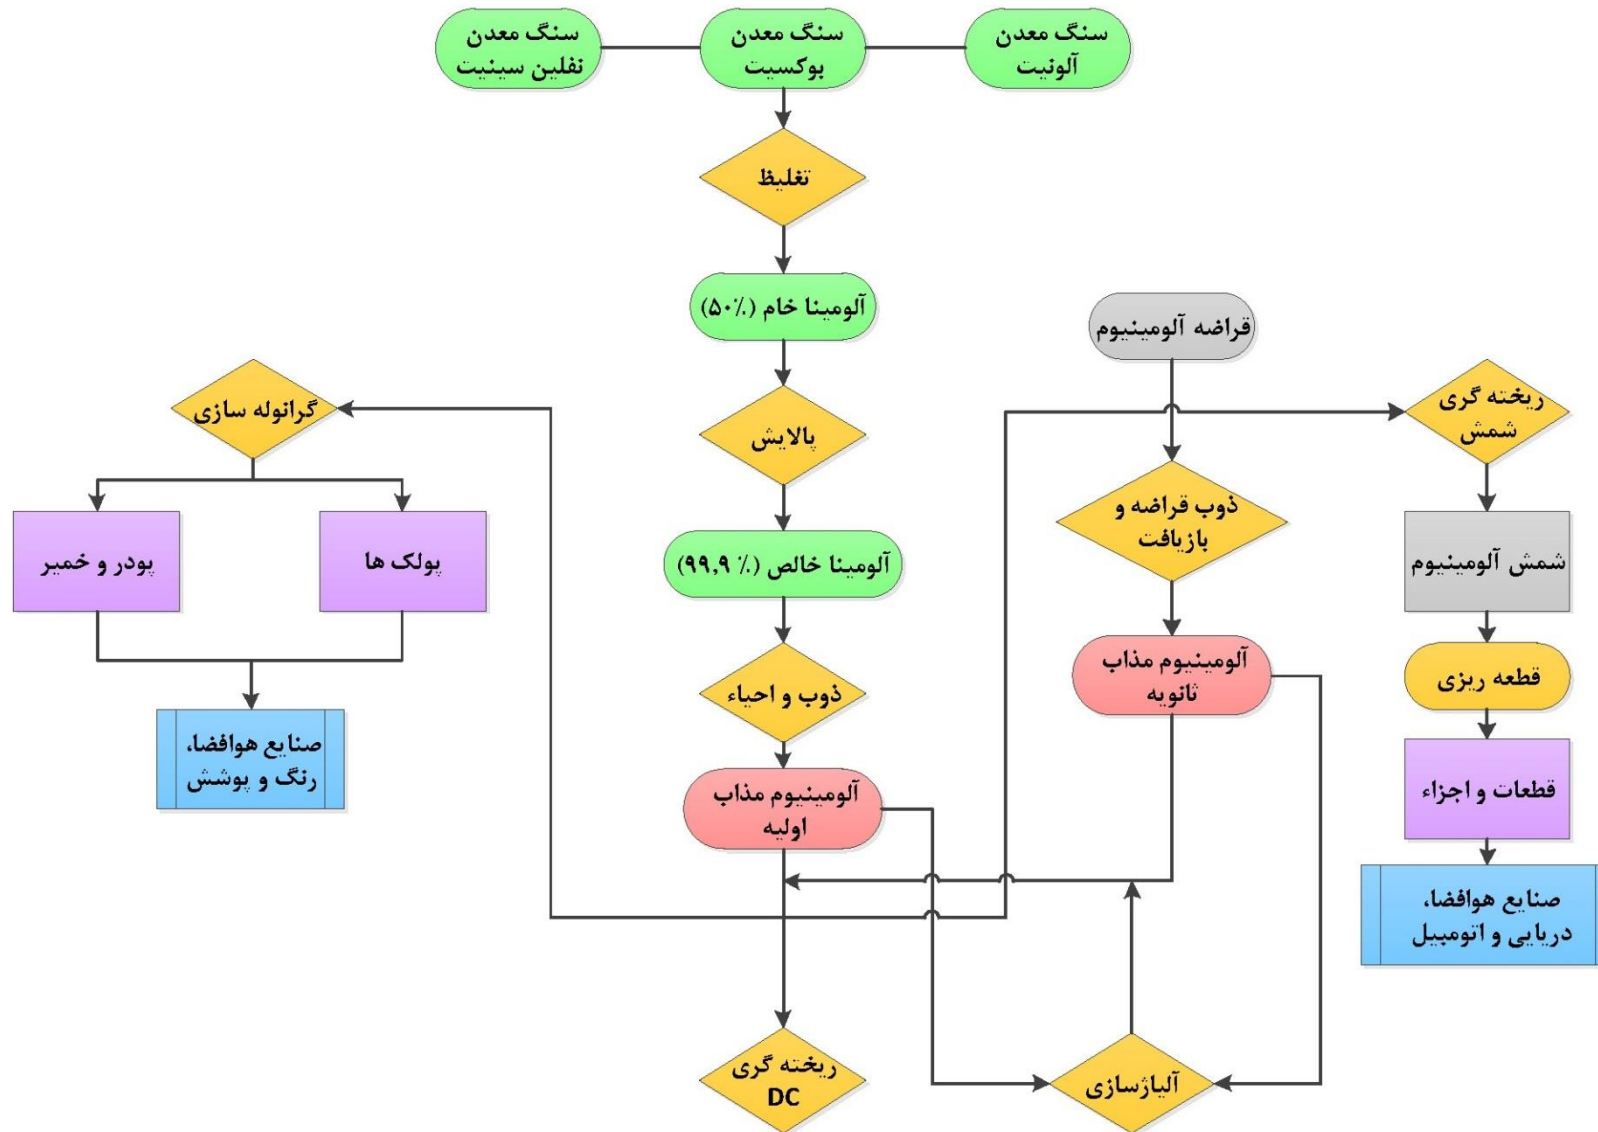 سنگ معدن
آلونیت
سنگ معدن
بوکسیت
سنگ معدن
نفلین سینیت
تغلیظ
آلومینا خام (۵۰٪)
قراضه آلومینیوم
پالایش
گرانوله سازی
ریخته گری
شمش
ذوب قراضه و
بازیافت
پولک ها
پودر و خمیر
آلومینا خالص (۹۹,۹ ٪)
شمش آلومینیوم
آلومینیوم مذاب
ثانویه
قطعه ریزی
ذوب و احیاء
صنایع هوافضا،
رنگ و پوشش
آلومینیوم مذاب
اولیه
قطعات و اجزاء
صنایع هوافضا،
دریایی و اتومبیل
آلیاژسازی
ریخته گری
DC